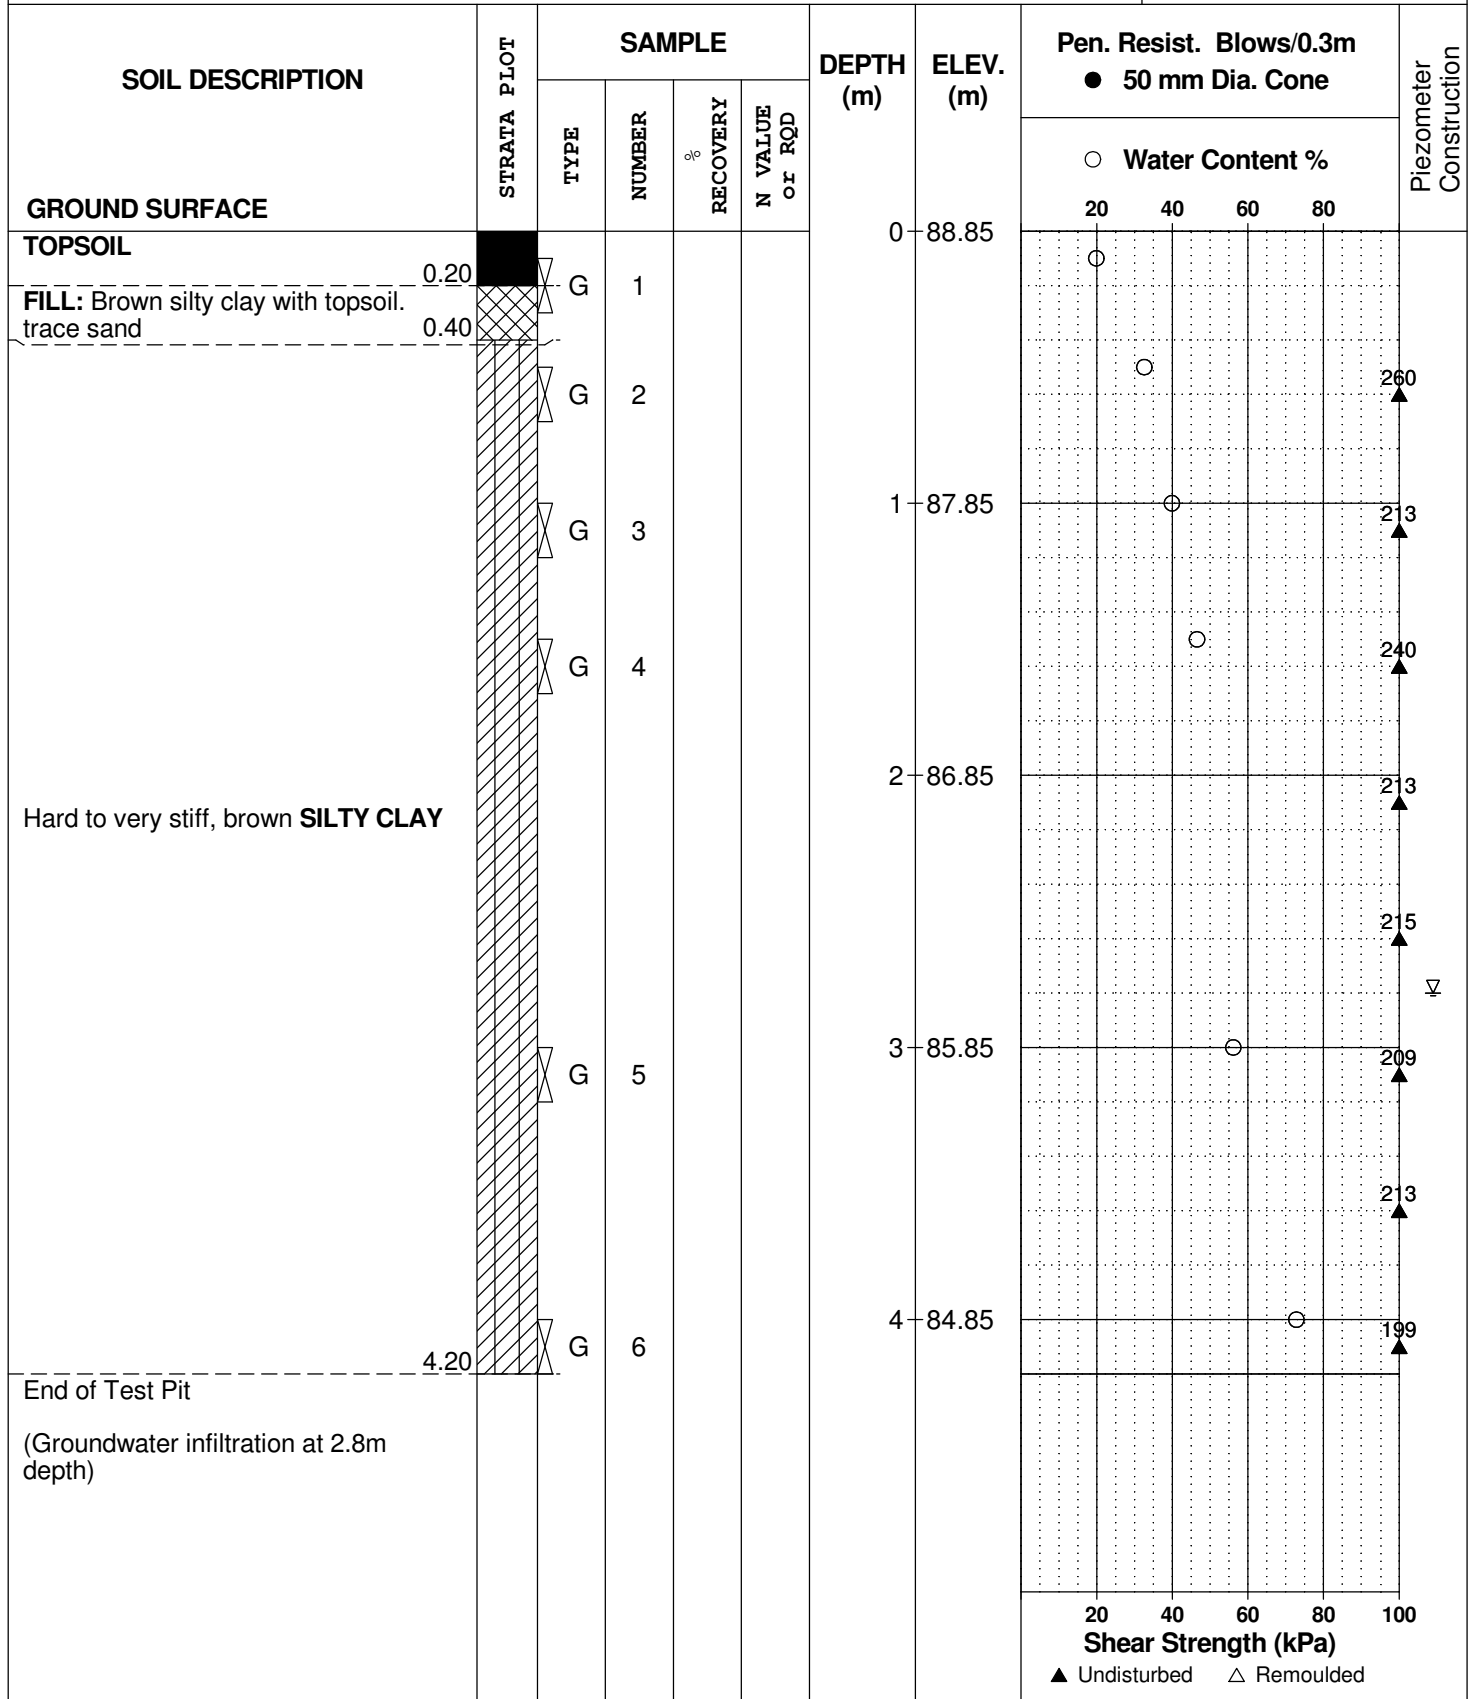 SOIL DESCRIPTION
GROUND SURFACE
STRATA PLOT
SAMPLE
TYPE
NUMBER
%
RECOVERY
N VALUE
or RQD
DEPTH
(m)
ELEV.
(m)
Pen. Resist. Blows/0.3m
● 50 mm Dia. Cone
○ Water Content %
20 40 60 80
Piezometer
Construction
TOPSOIL
0.20
FILL: Brown silty clay with topsoil.
trace sand 0.40
G 1
G 2
G 3
G 4
Hard to very stiff, brown SILTY CLAY
G 5
G 6
4.20
End of Test Pit
(Groundwater infiltration at 2.8m
depth)
0 88.85
1 87.85
2 86.85
3 85.85
4 84.85
260
213
240
213
215
209
213
199
20 40 60 80 100
Shear Strength (kPa)
▲ Undisturbed △ Remoulded